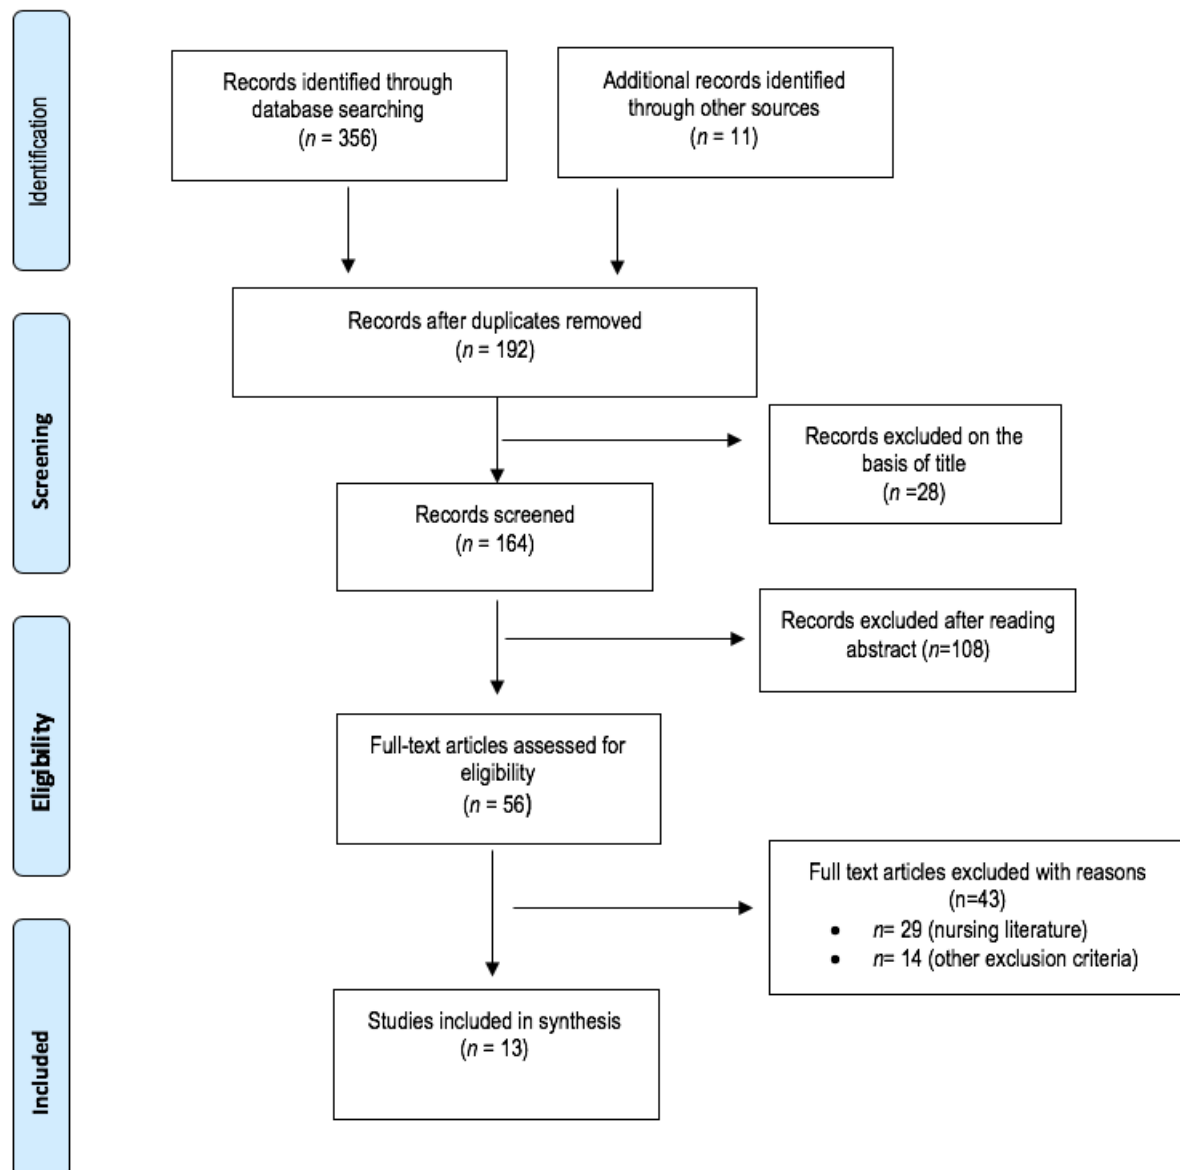 Identification
Records identified through
database searching
(n = 356)
Additional records identified
through other sources
(n = 11)
Records after duplicates removed
(n = 192)
Screening
Records excluded on the
basis of title
(n =28)
Records screened
(n = 164)
Records excluded after reading
abstract (n=108)
Eligibility
Full-text articles assessed for
eligibility
(n = 56)
Full text articles excluded with reasons
(n=43)
• n= 29 (nursing literature)
• n= 14 (other exclusion criteria)
Included
Studies included in synthesis
(n = 13)